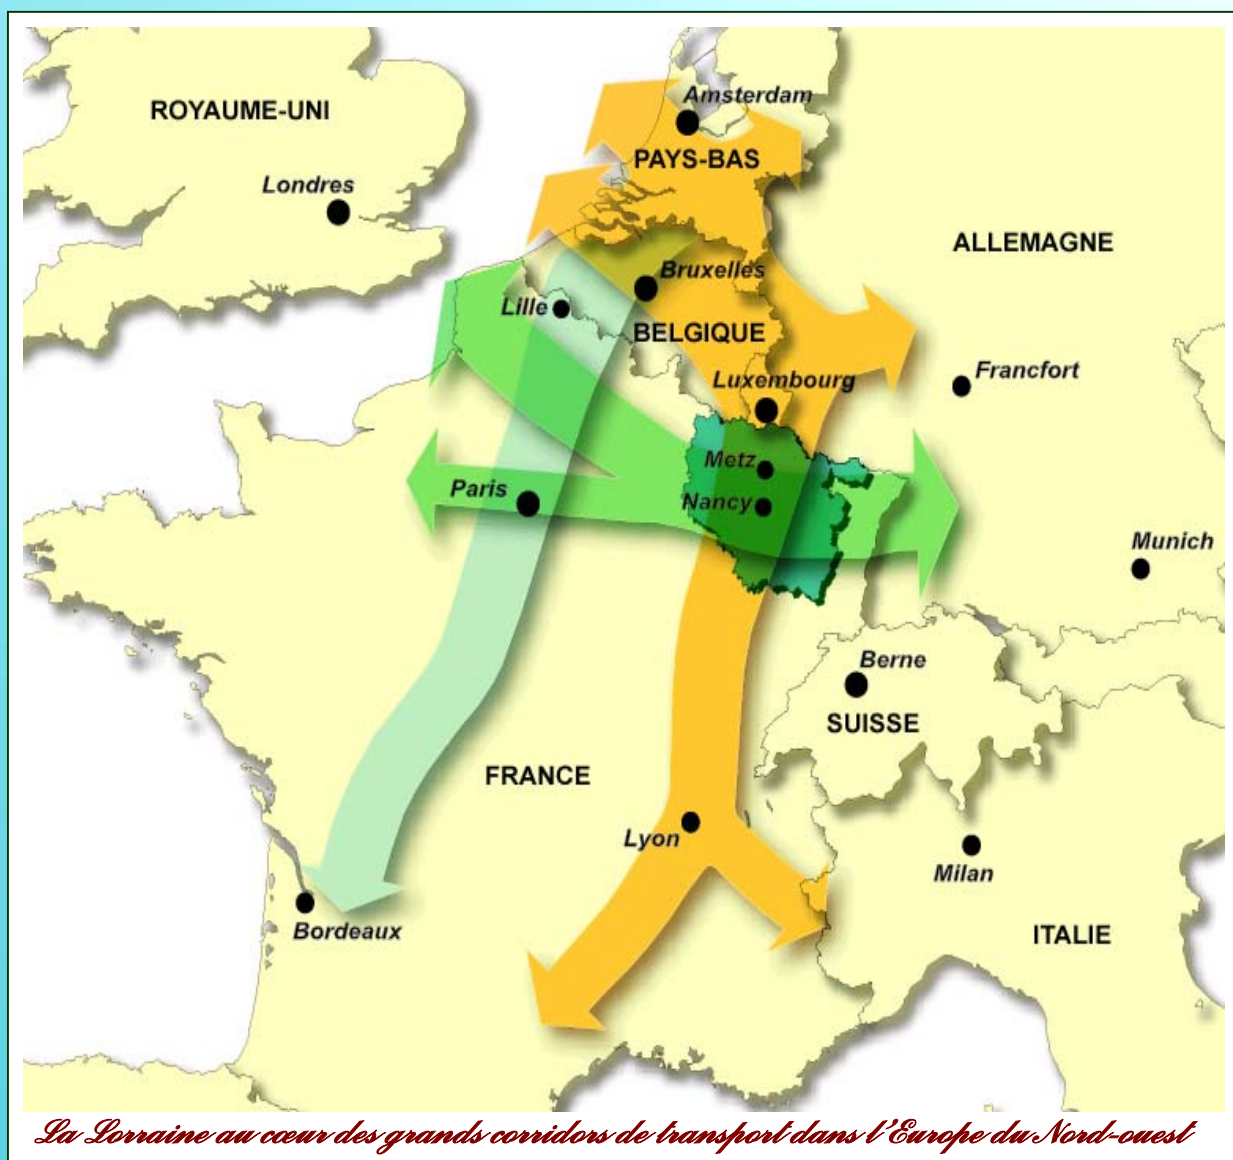 Amsterdam
ROYAUME-UNI
PAYS-BAS
Londres
ALLEMAGNE
Bruxelles
Lille
BELGIQUE
Francfort
Luxembourg
Metz
Paris
Nancy
Munich
Berne
SUISSE
FRANCE
Lyon
Milan
Bordeaux
ITALIE
La Lorraine au cœur des grands corridors de transport dans l'Europe du Nord-ouest